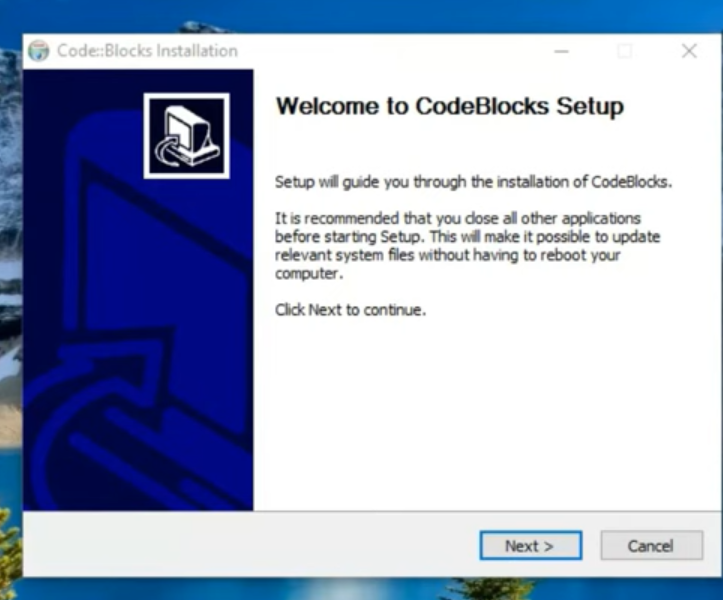 Code::Blocks Installation
Welcome to CodeBlocks Setup
Setup will guide you through the installation of CodeBlocks.
It is recommended that you close all other applications
before starting Setup. This will make it possible to update
relevant system files without having to reboot your
computer.
Click Next to continue.
Next >
Cancel